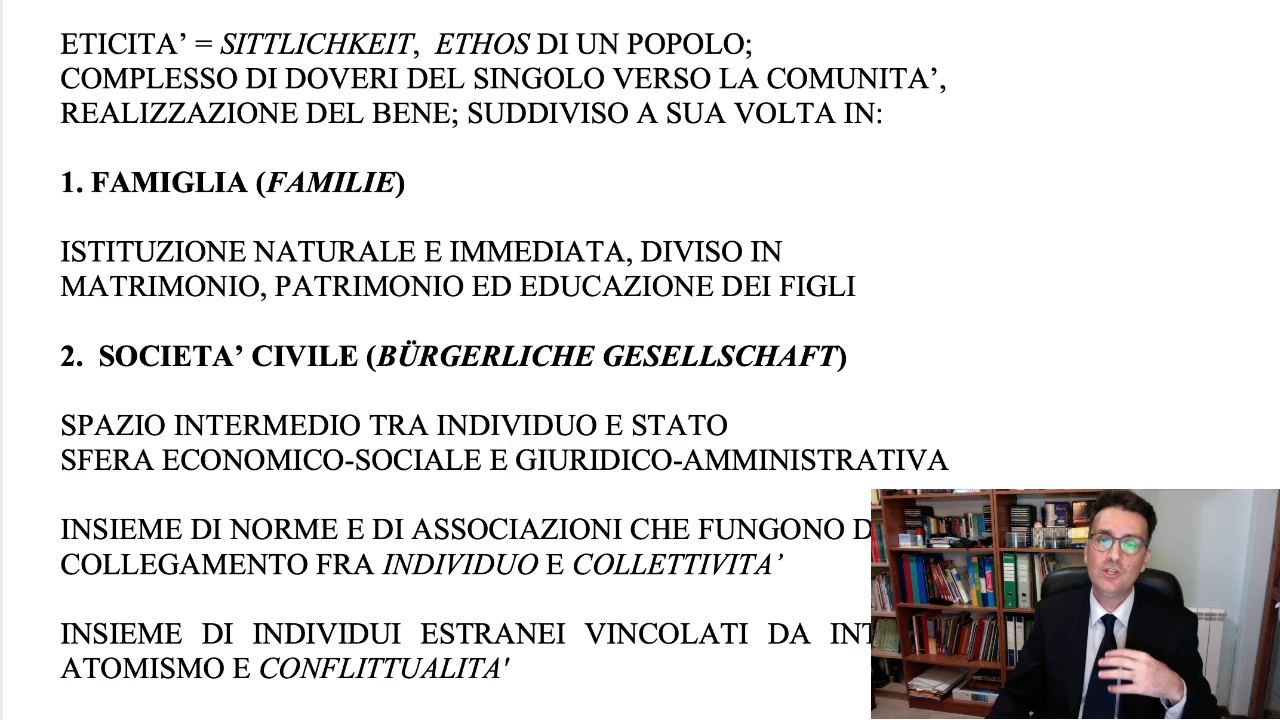 ETICITA’ = SITTLICHKEIT, ETHOS DI UN POPOLO;
COMPLESSO DI DOVERI DEL SINGOLO VERSO LA COMUNITA’,
REALIZZAZIONE DEL BENE; SUDDIVISO A SUA VOLTA IN:
1. FAMIGLIA (FAMILIE)
ISTITUZIONE NATURALE E IMMEDIATA, DIVISO IN
MATRIMONIO, PATRIMONIO ED EDUCAZIONE DEI FIGLI
2. SOCIETA’ CIVILE (BÜRGERLICHE GESELLSCHAFT)
SPAZIO INTERMEDIO TRA INDIVIDUO E STATO
SFERA ECONOMICO-SOCIALE E GIURIDICO-AMMINISTRATIVA
INSIEME DI NORME E DI ASSOCIAZIONI CHE FUNGONO
COLLEGAMENTO FRA INDIVIDUO E COLLETTIVITA’
INSIEME DI INDIVIDUI ESTRANEI VINCOLATI DA
ATOMISMO E CONFLITTUALITA'